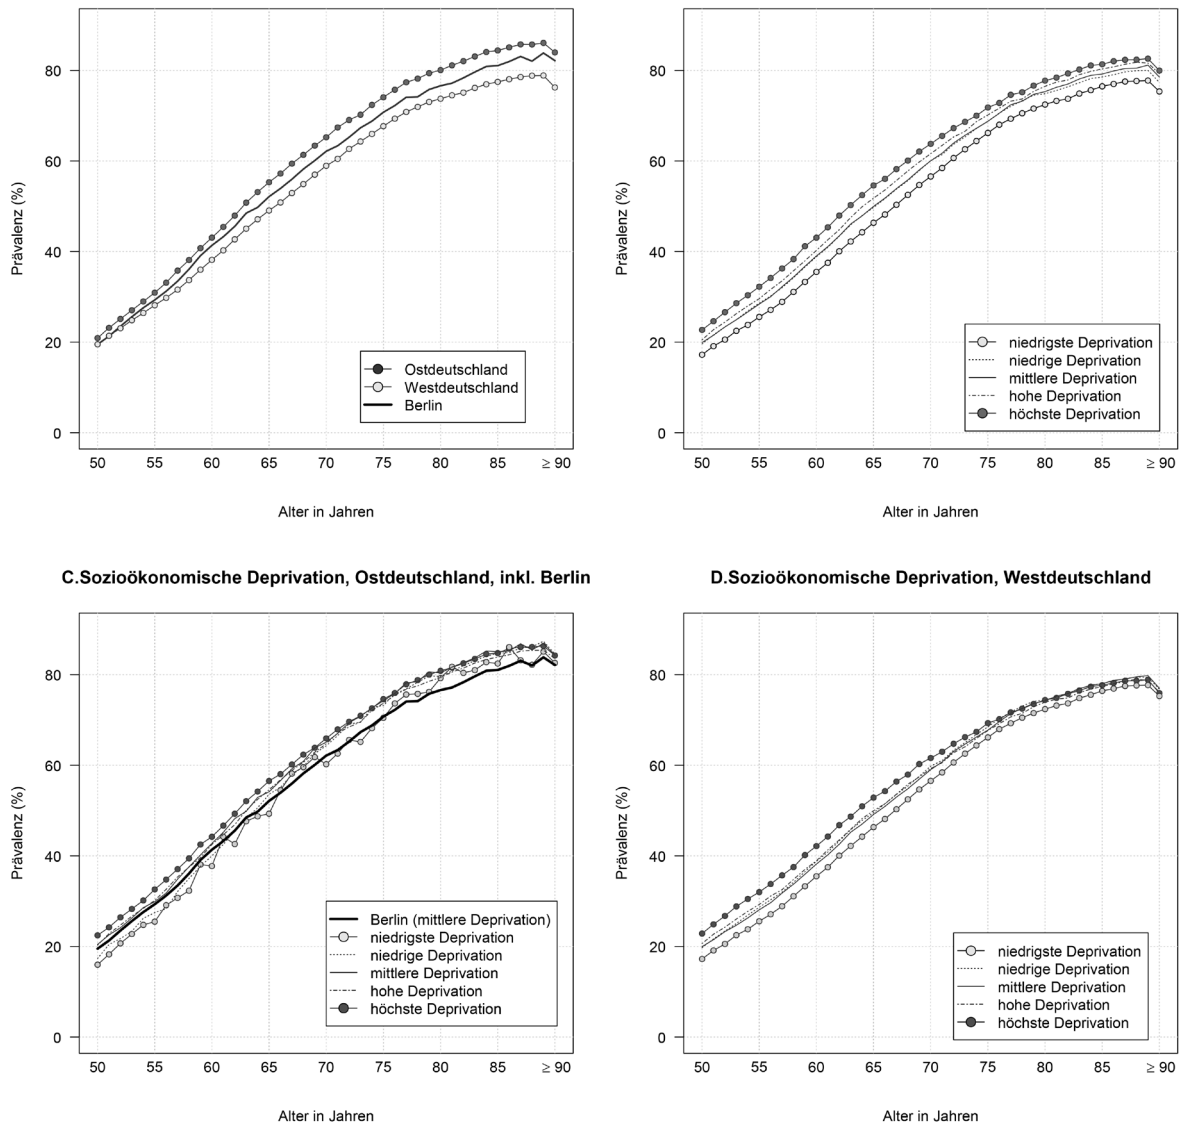 80
60
40
20
0
Prävalenz (%)
Ostdeutschland
Westdeutschland
Berlin
50 55 60 65 70 75 80 85 ≥ 90
Alter in Jahren
80
60
40
20
0
Prävalenz (%)
niedrigste Deprivation
niedrige Deprivation
mittlere Deprivation
hohe Deprivation
höchste Deprivation
50 55 60 65 70 75 80 85 ≥ 90
Alter in Jahren
C.Sozioökonomische Deprivation, Ostdeutschland, inkl. Berlin
80
60
40
20
0
Prävalenz (%)
Berlin (mittlere Deprivation)
niedrigste Deprivation
niedrige Deprivation
mittlere Deprivation
hohe Deprivation
höchste Deprivation
50 55 60 65 70 75 80 85 ≥ 90
Alter in Jahren
D.Sozioökonomische Deprivation, Westdeutschland
80
60
40
20
0
Prävalenz (%)
niedrigste Deprivation
niedrige Deprivation
mittlere Deprivation
hohe Deprivation
höchste Deprivation
50 55 60 65 70 75 80 85 ≥ 90
Alter in Jahren